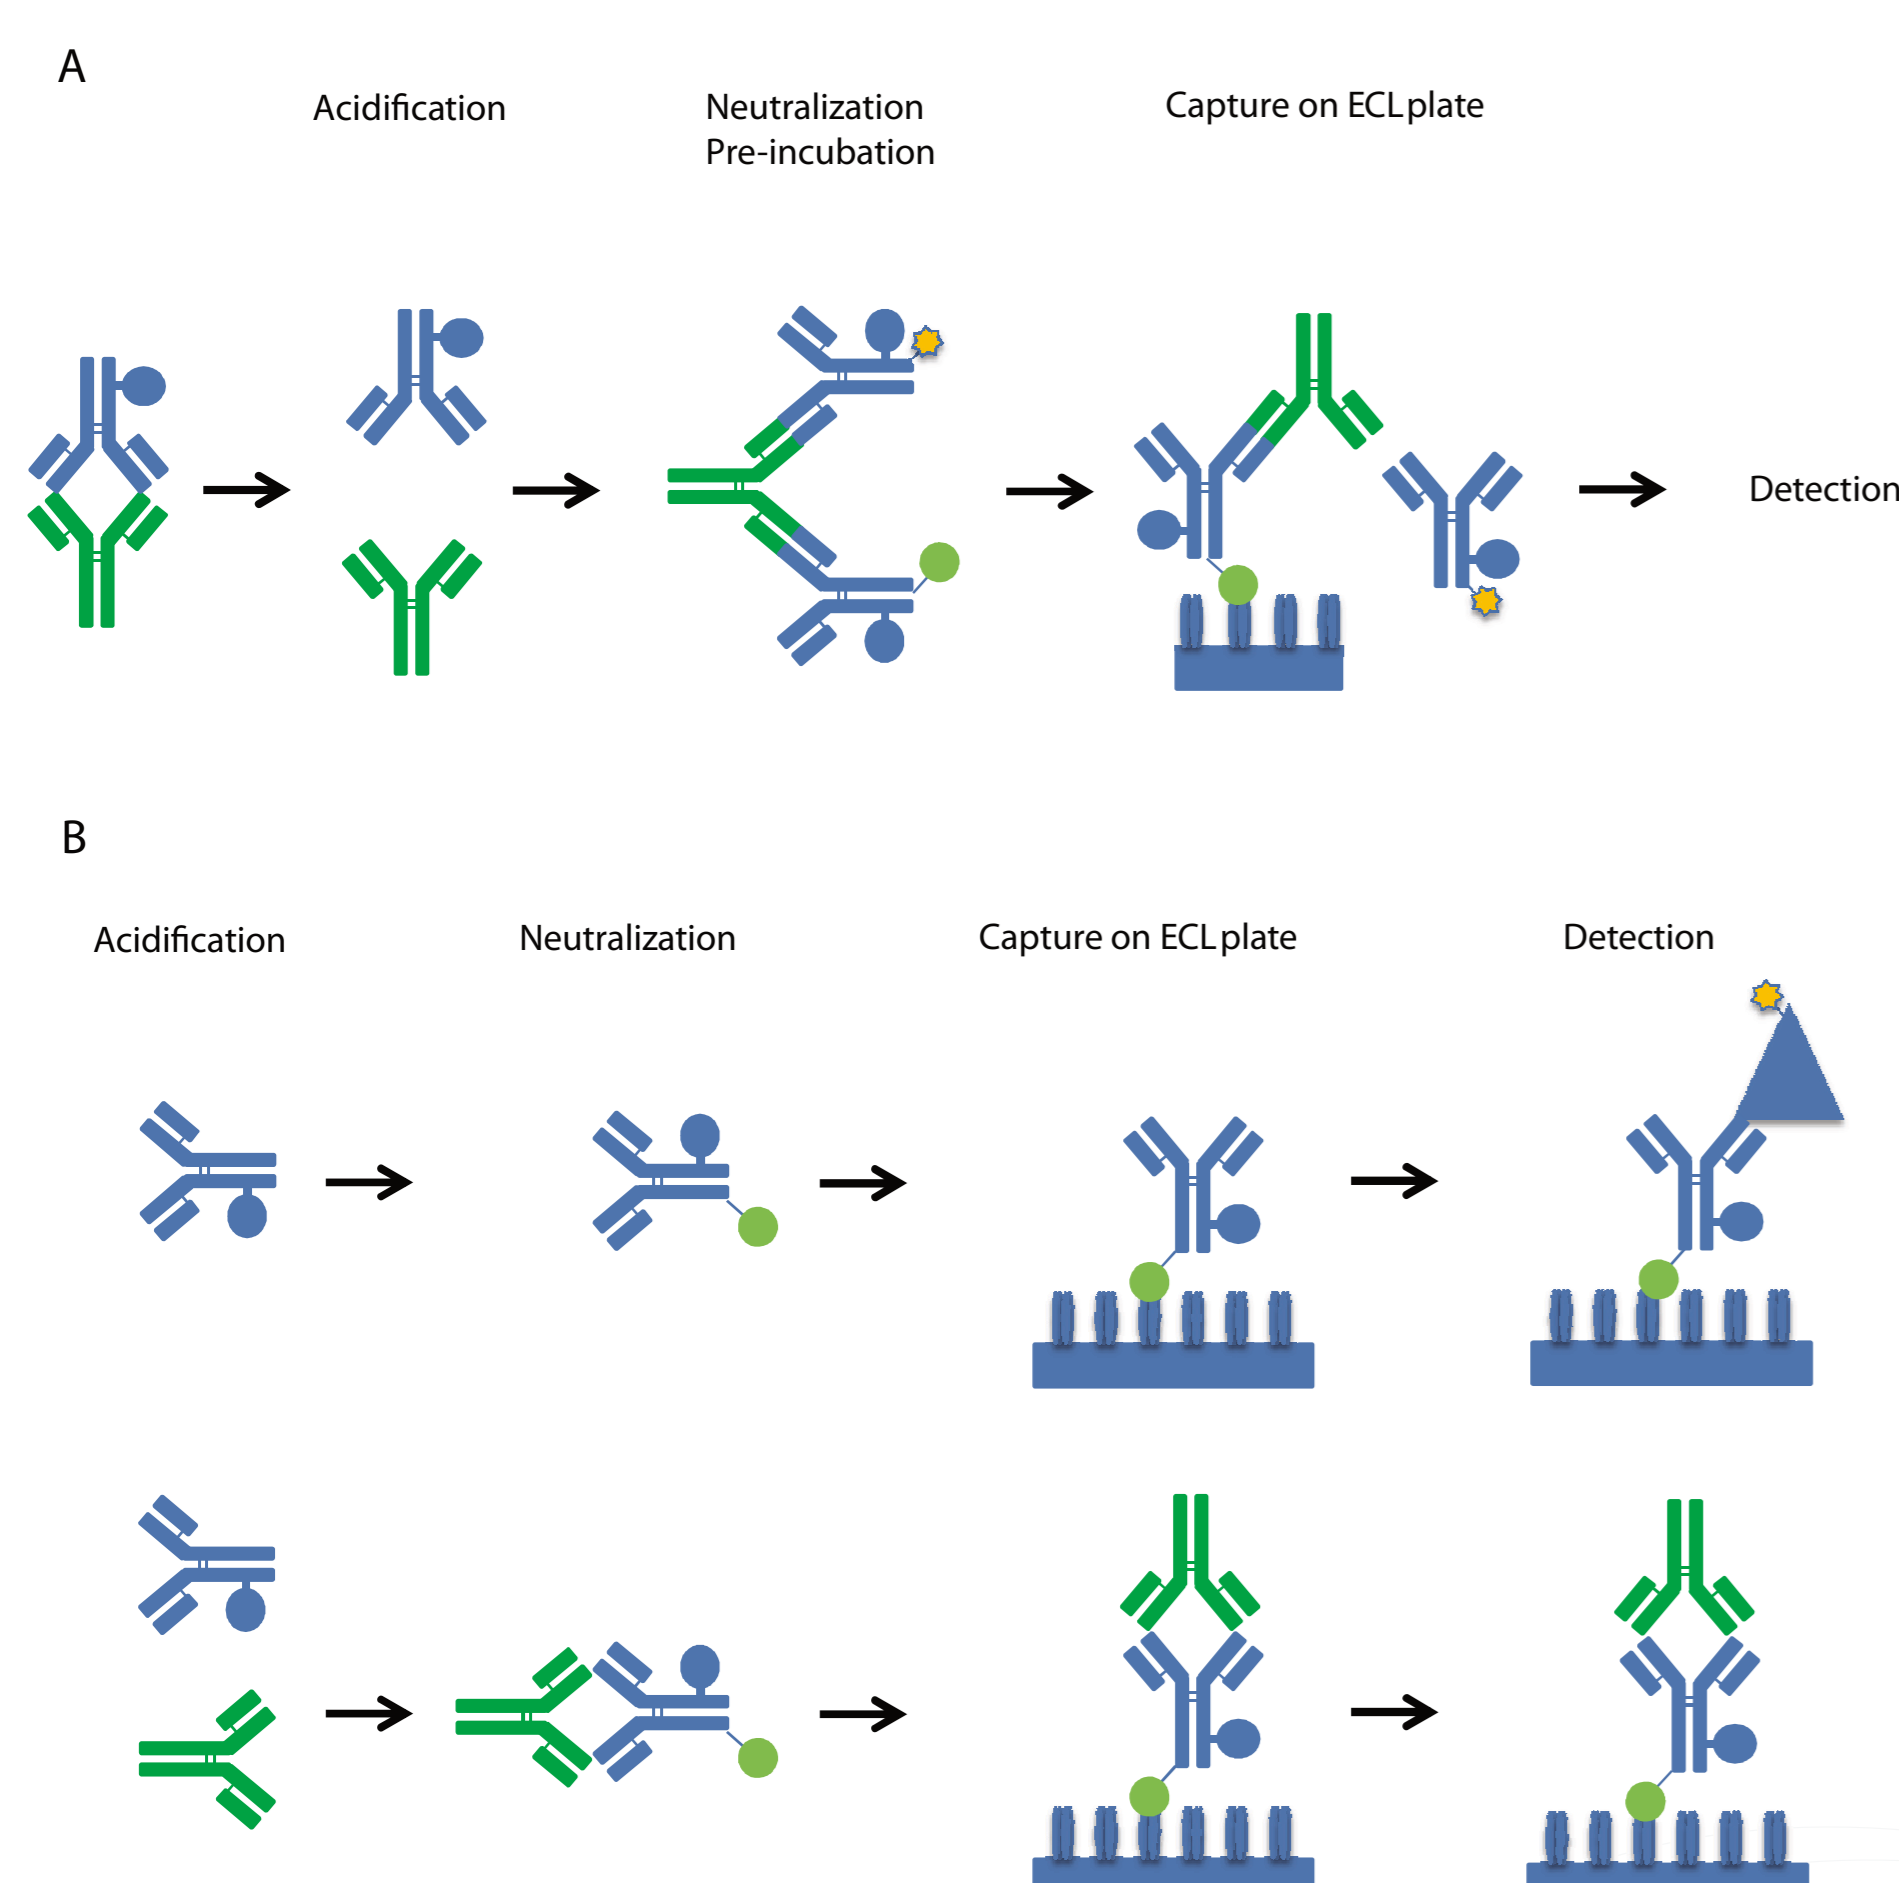 A
Acidification
Neutralization
Pre-incubation
Capture on ECL plate
Detection
B
Acidification
Neutralization
Capture on ECL plate
Detection